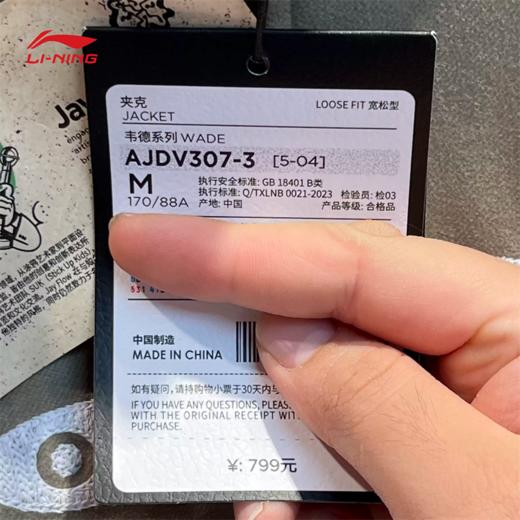 LI-NING
Jay
夹克
JACKET
LOOSE FIT 宽松型
韦德系列 WADE
AJDV307-3 [5-04]
M
170/88A
执行安全标准: GB 18401 B类
执行标准: Q/TXLNB 0021-2023 检验员: 检03
产地: 中国 产品等级: 合格品
中国制造
MADE IN CHINA
如有疑问，请持购物小票于30天内与
IF YOU HAVE ANY QUESTIONS, PLEASE
WITH THE ORIGINAL RECEIPT WITHIN
¥: 799元